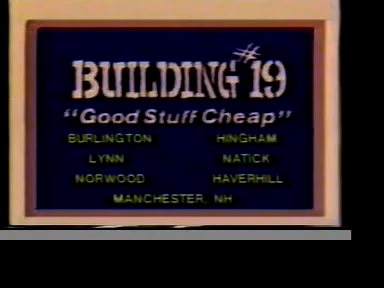 BUILDING #19
"Good Stuff Cheap"
BURLINGTON HINGHAM
LYNN NATICK
NORWOOD HAVERHILL
MANCHESTER, NH